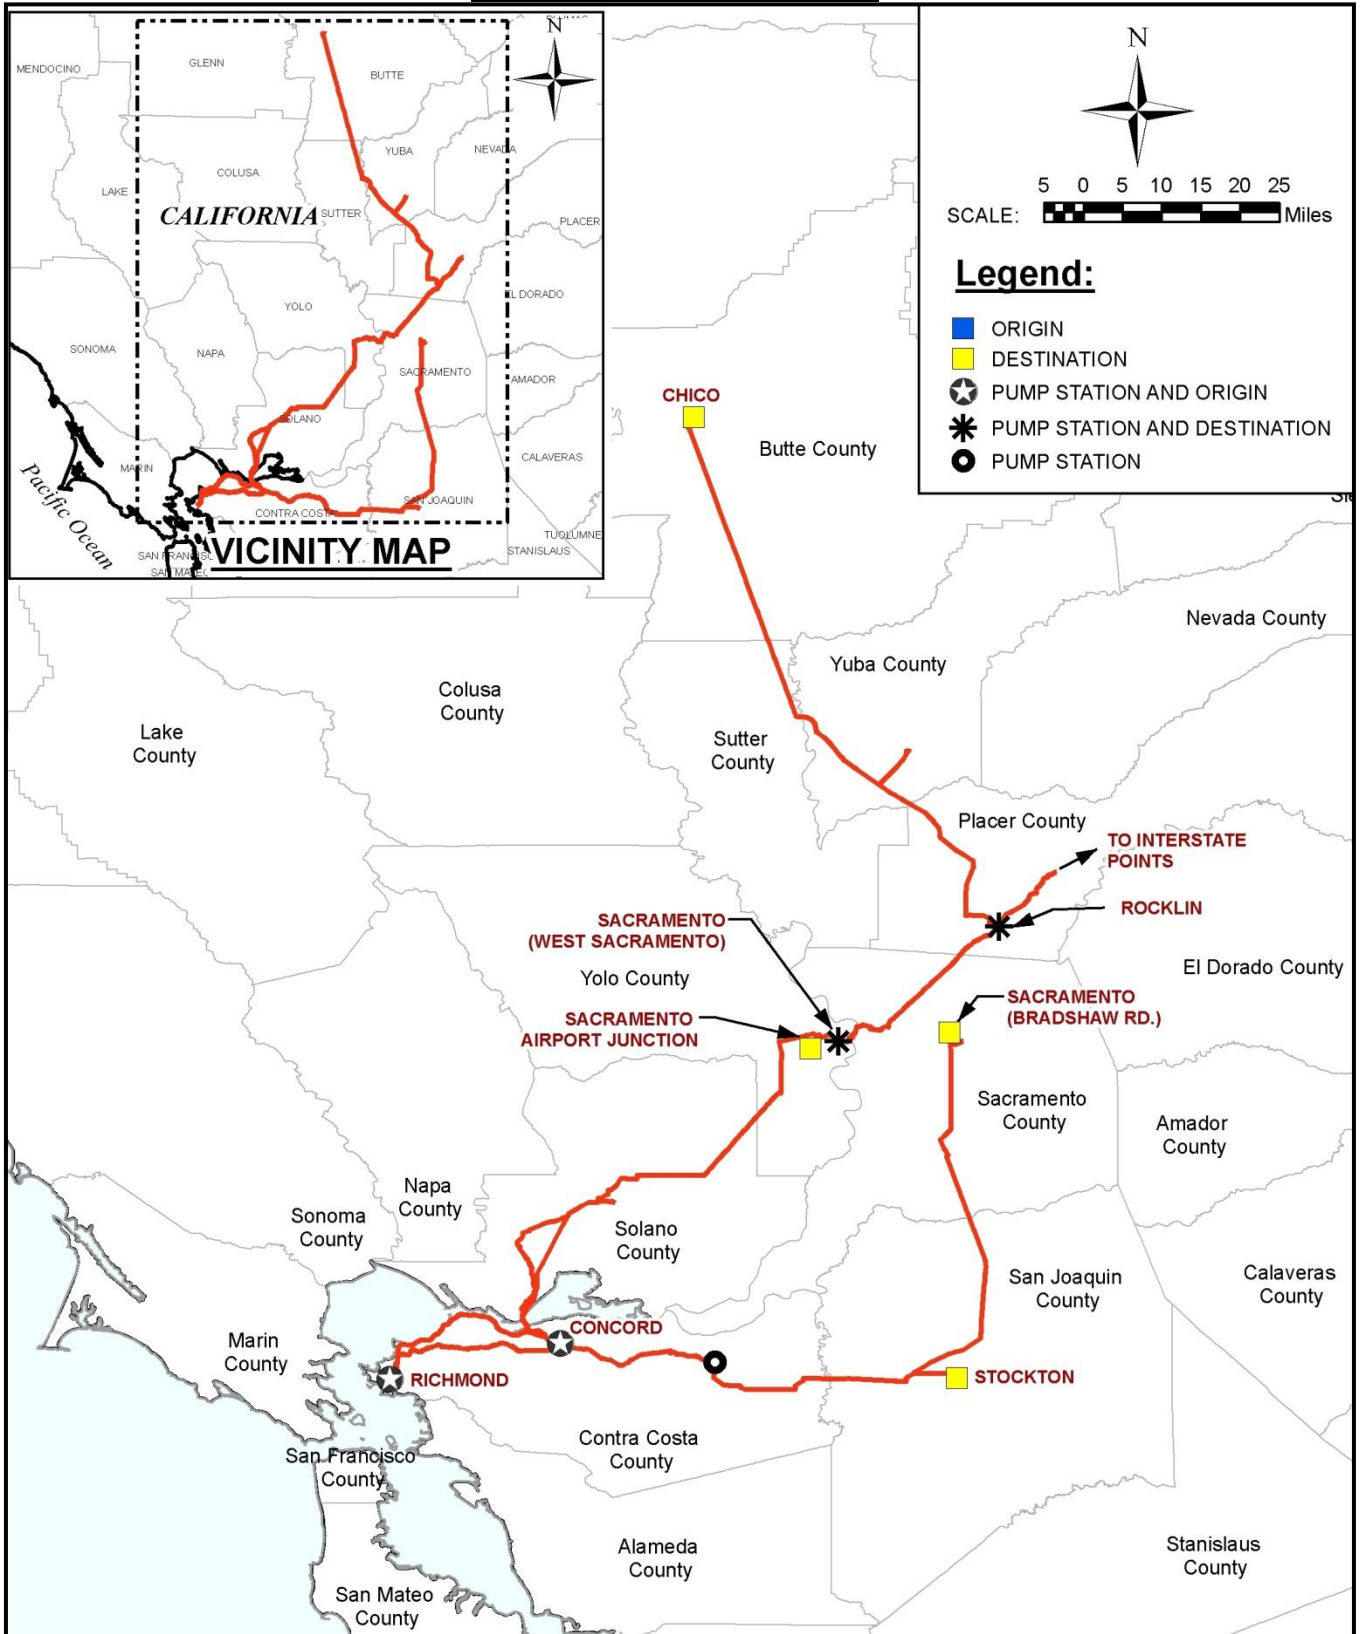 N
MENDOCINO
GLENN
BUTTE
COLUSA
YUBA
NEVADA
LAKE
CALIFORNIA
SUTTER
PLACER
YOLO
EL DORADO
SONOMA
NAPA
SACRAMENTO
AMADOR
SOLANO
CALAVERAS
MARIN
Pacific Ocean
SAN JOAQUIN
CONTRA COSTA
TUOLUMNE
STANISLAUS
SAN FRANCISC
SAN MATEO
VICINITY MAP
N
5 0 5 10 15 20 25
SCALE:
Miles
Legend:
ORIGIN
DESTINATION
PUMP STATION AND ORIGIN
PUMP STATION AND DESTINATION
PUMP STATION
CHICO
Butte County
Nevada County
Yuba County
Colusa
County
Lake
County
Sutter
County
Placer County
TO INTERSTATE
POINTS
ROCKLIN
SACRAMENTO
(WEST SACRAMENTO)
Yolo County
El Dorado County
SACRAMENTO
(BRADSHAW RD.)
SACRAMENTO
AIRPORT JUNCTION
Sacramento
County
Amador
County
Napa
County
Sonoma
County
Solano
County
San Joaquin
County
Calaveras
County
Marin
County
CONCORD
RICHMOND
STOCKTON
Contra Costa
County
San Francisco
County
Alameda
County
Stanislaus
County
San Mateo
County